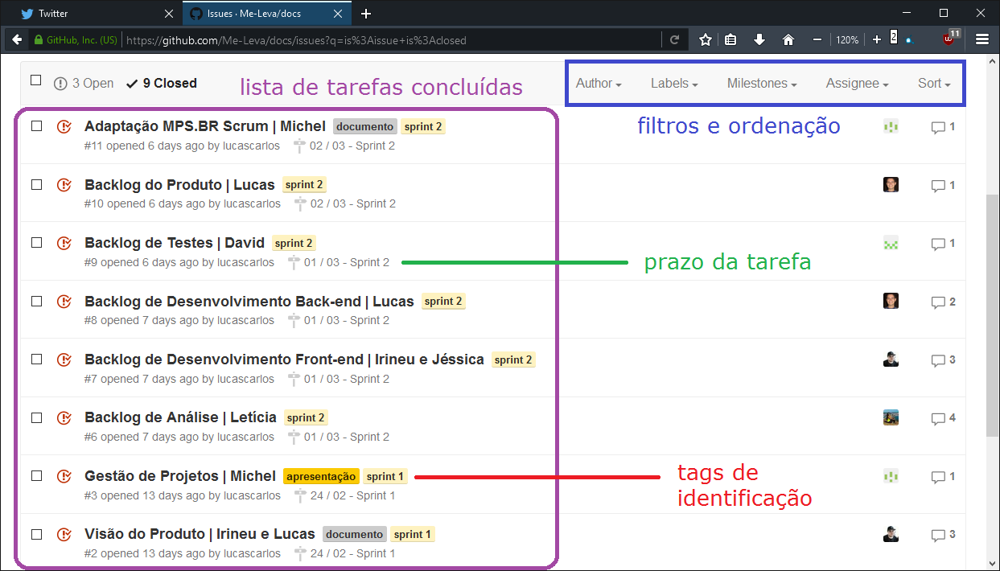 Twitter
Issues · Me-Leva/docs
GitHub, Inc. (US) https://github.com/Me-Leva/docs/issues?q=is%3Aissue+is%3Aclosed 120% 2 11
3 Open 9 Closed lista de tarefas concluídas Author Labels Milestones Assignee Sort
filtros e ordenação
Adaptação MPS.BR Scrum | Michel documento sprint 2 1
#11 opened 6 days ago by lucascarlos 02 / 03 - Sprint 2
Backlog do Produto | Lucas sprint 2 1
#10 opened 6 days ago by lucascarlos 02 / 03 - Sprint 2
Backlog de Testes | David sprint 2 1
#9 opened 6 days ago by lucascarlos 01 / 03 - Sprint 2 prazo da tarefa
Backlog de Desenvolvimento Back-end | Lucas sprint 2 2
#8 opened 7 days ago by lucascarlos 01 / 03 - Sprint 2
Backlog de Desenvolvimento Front-end | Irineu e Jéssica sprint 2 3
#7 opened 7 days ago by lucascarlos 01 / 03 - Sprint 2
Backlog de Análise | Letícia sprint 2 4
#6 opened 7 days ago by lucascarlos 01 / 03 - Sprint 2
Gestão de Projetos | Michel apresentação sprint 1 1
#3 opened 13 days ago by lucascarlos 24 / 02 - Sprint 1
tags de
identificação
Visão do Produto | Irineu e Lucas documento sprint 1 3
#2 opened 13 days ago by lucascarlos 24 / 02 - Sprint 1